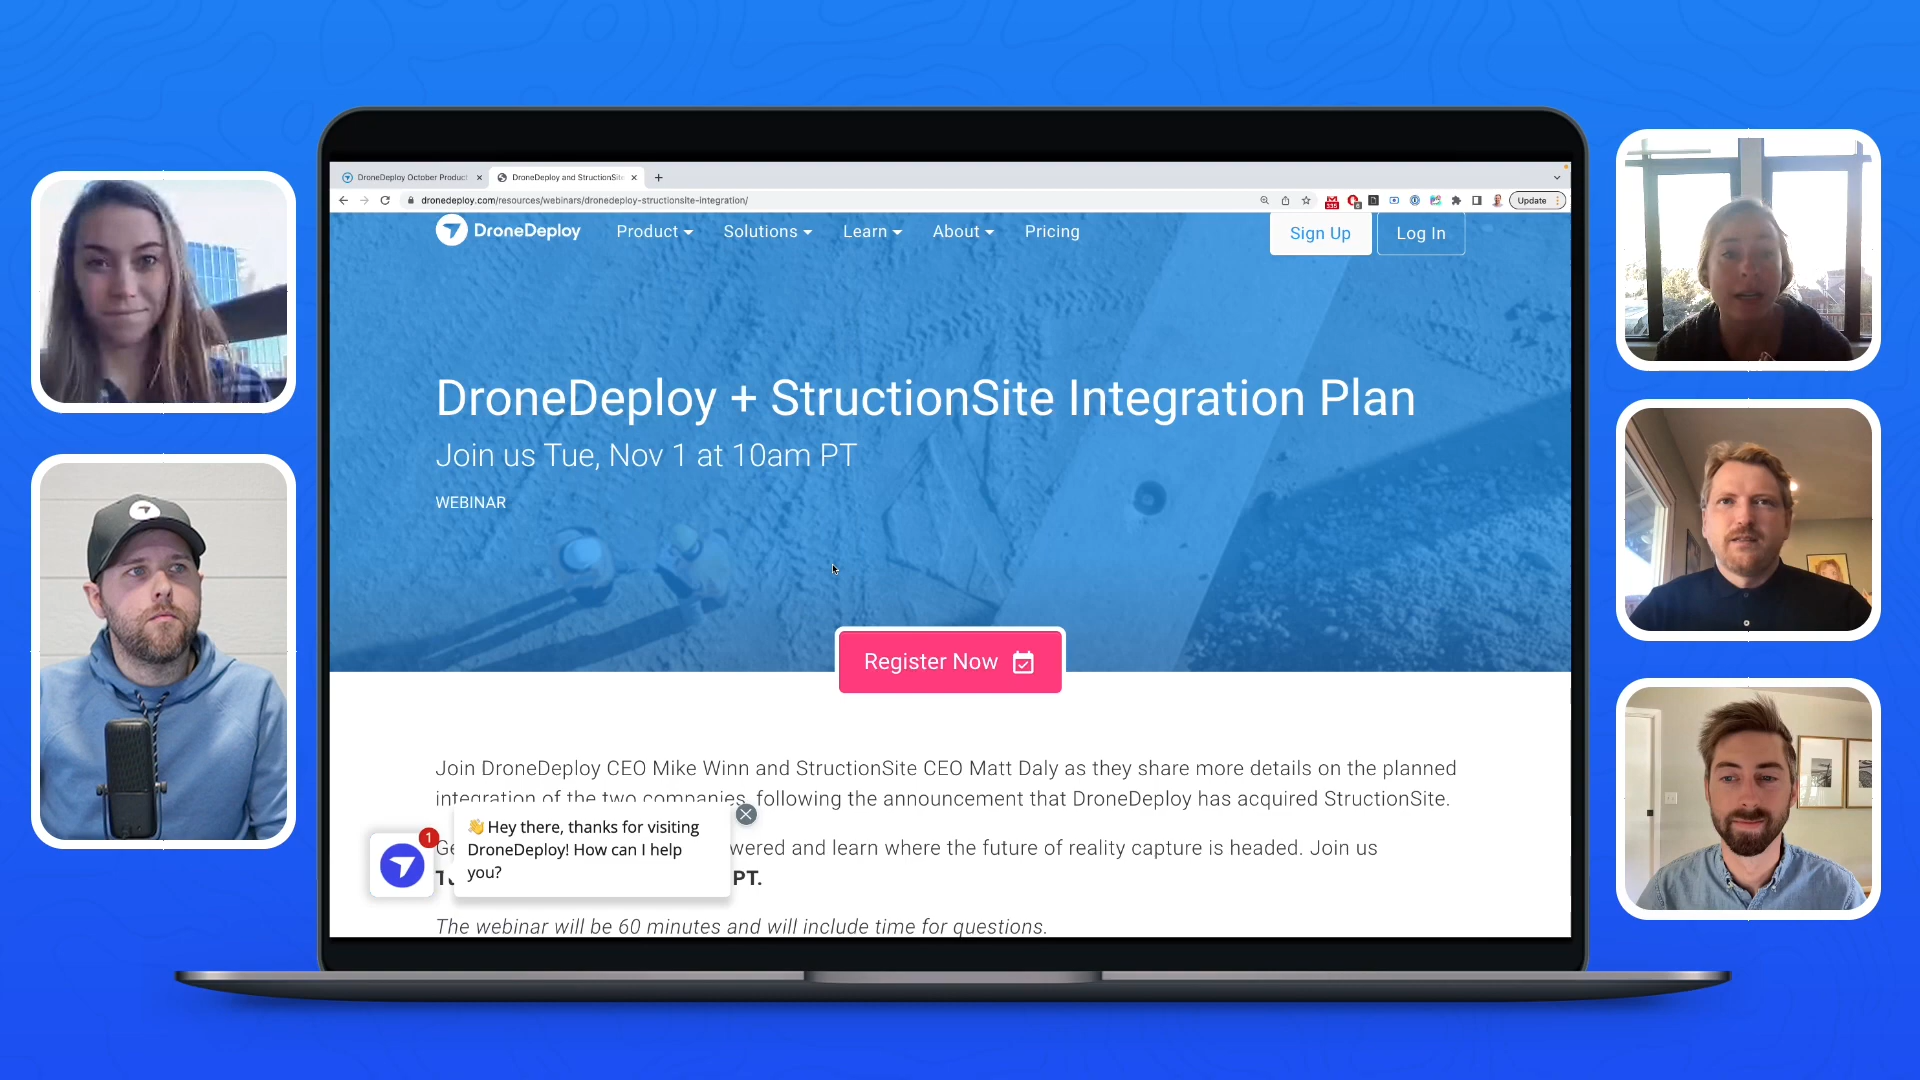 DroneDeploy October Product
DroneDeploy and StructionSite
dronedeploy.com/resources/webinars/dronedeploy-structionsite-integration/
335
Update
DroneDeploy
Product
Solutions
Learn
About
Pricing
Sign Up
Log In
DroneDeploy + StructionSite Integration Plan
Join us Tue, Nov 1 at 10am PT
WEBINAR
Register Now
Join DroneDeploy CEO Mike Winn and StructionSite CEO Matt Daly as they share more details on the planned
integration of the two companies, following the announcement that DroneDeploy has acquired StructionSite.
wered and learn where the future of reality capture is headed. Join us
PT.
The webinar will be 60 minutes and will include time for questions.
1
👋 Hey there, thanks for visiting
DroneDeploy! How can I help
you?